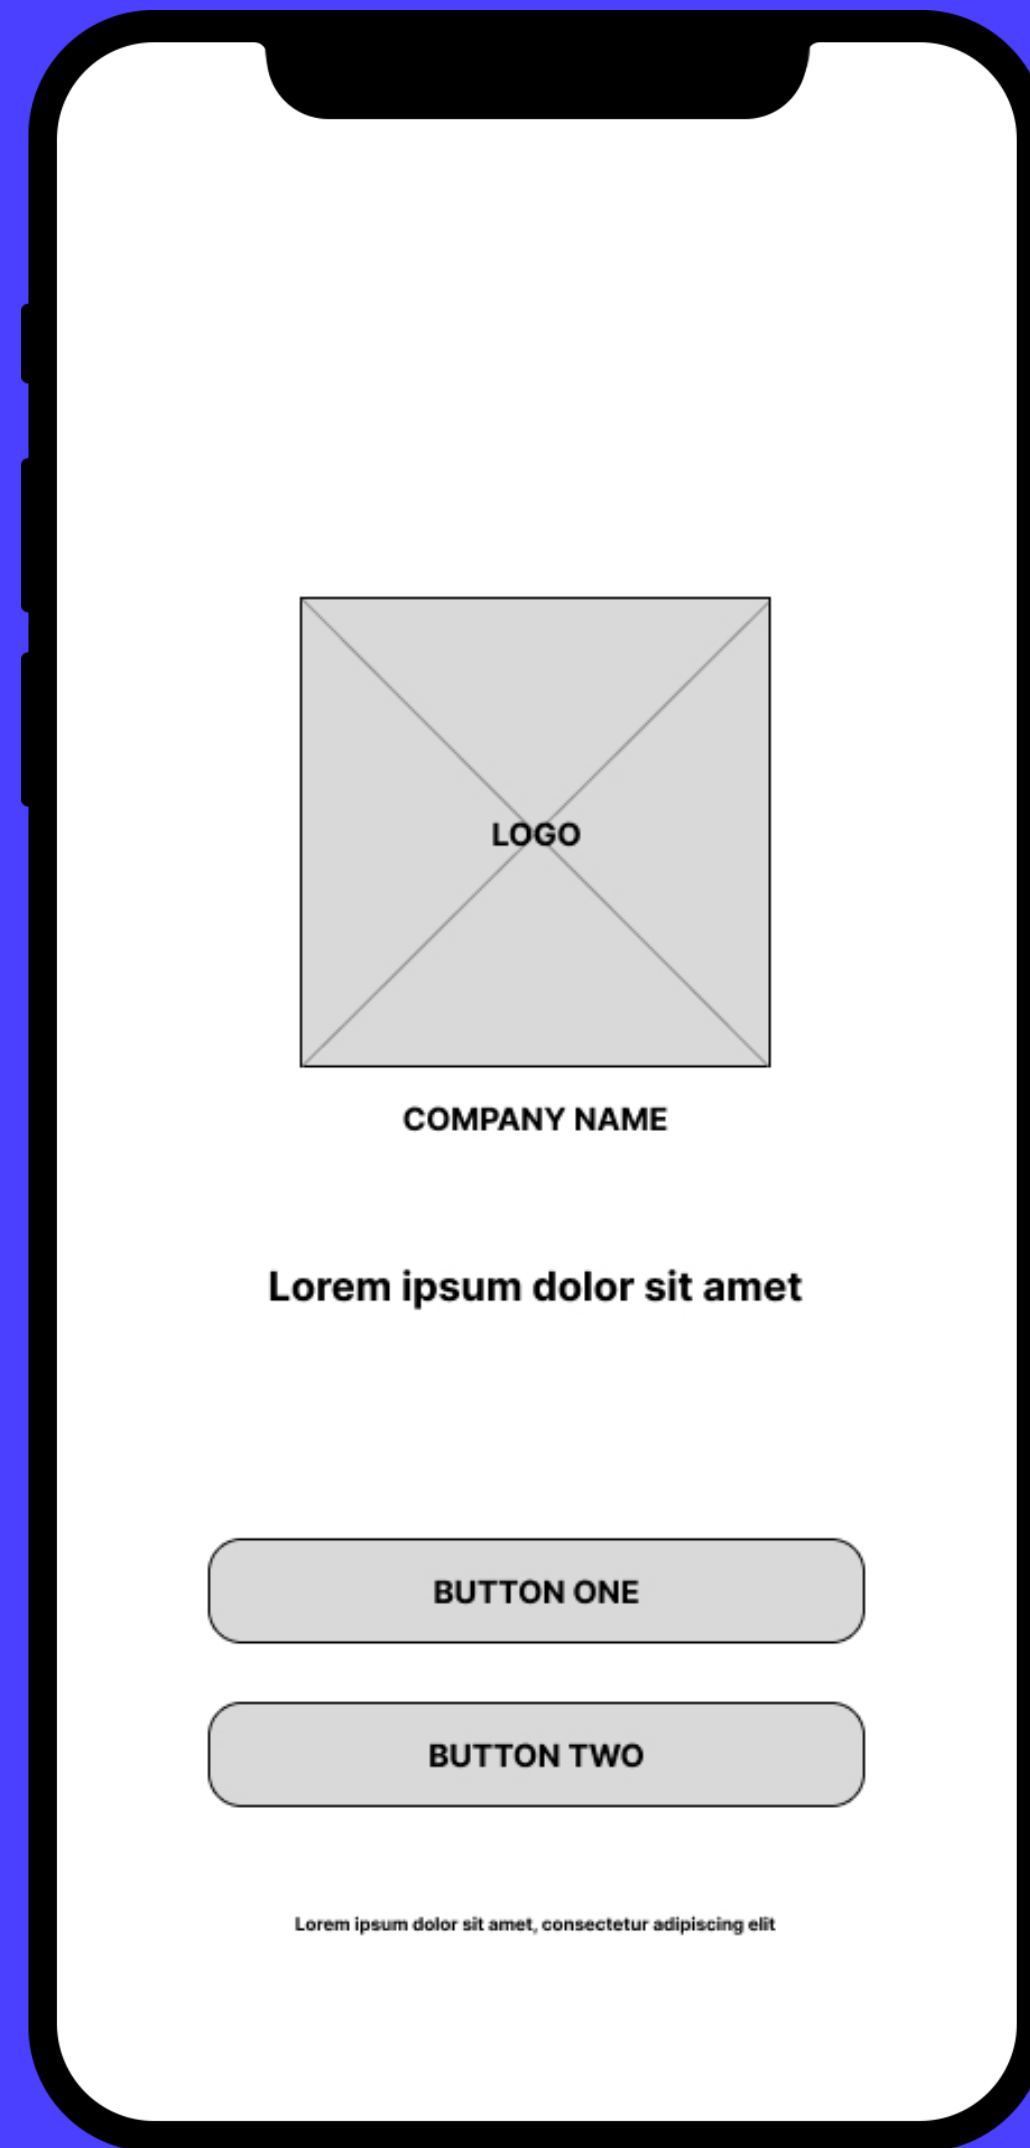 LOGO
COMPANY NAME
Lorem ipsum dolor sit amet
BUTTON ONE
BUTTON TWO
Lorem ipsum dolor sit amet, consectetur adipiscing elit